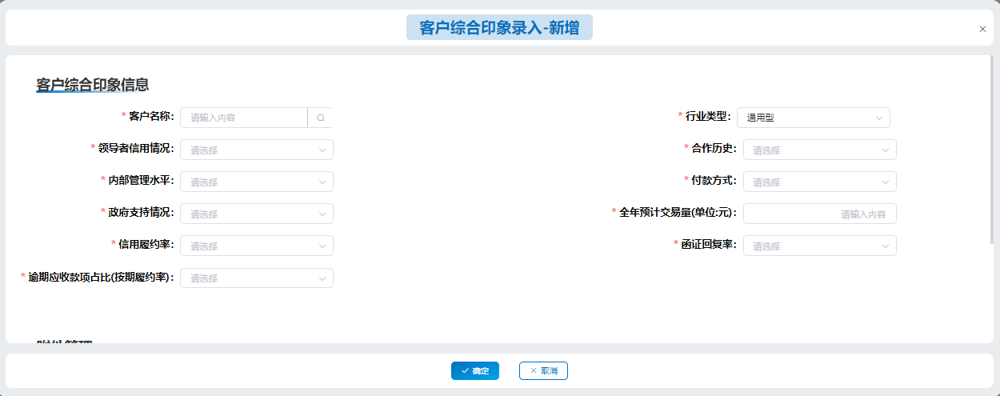 客户综合印象录入-新增
客户综合印象信息
* 客户名称: 请输入内容
* 行业类型: 通用型
* 领导者信用情况: 请选择
* 合作历史: 请选择
* 内部管理水平: 请选择
* 付款方式: 请选择
* 政府支持情况: 请选择
* 全年预计交易量(单位:元): 请输入内容
* 信用履约率: 请选择
* 函证回复率: 请选择
* 逾期应收款项占比(按期履约率): 请选择
附件管理
确定 取消